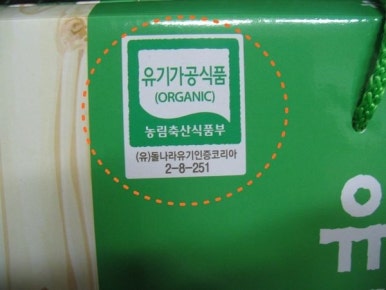 유기가공식품
(ORGANIC)
농림축산식품부
(유)돌나라유기인증코리아
2-8-251
유